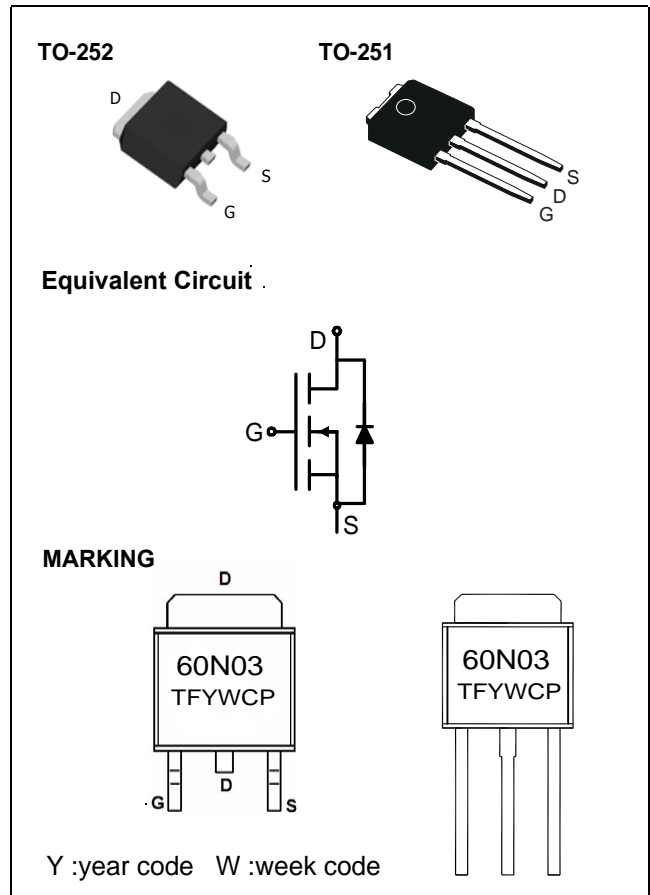 TO-252 TO-251
D
S
G
S
D
G
Equivalent Circuit .
D
G
S
MARKING
D
60N03
TFYWCP
D
G S
60N03
TFYWCP
Y :year code W :week code